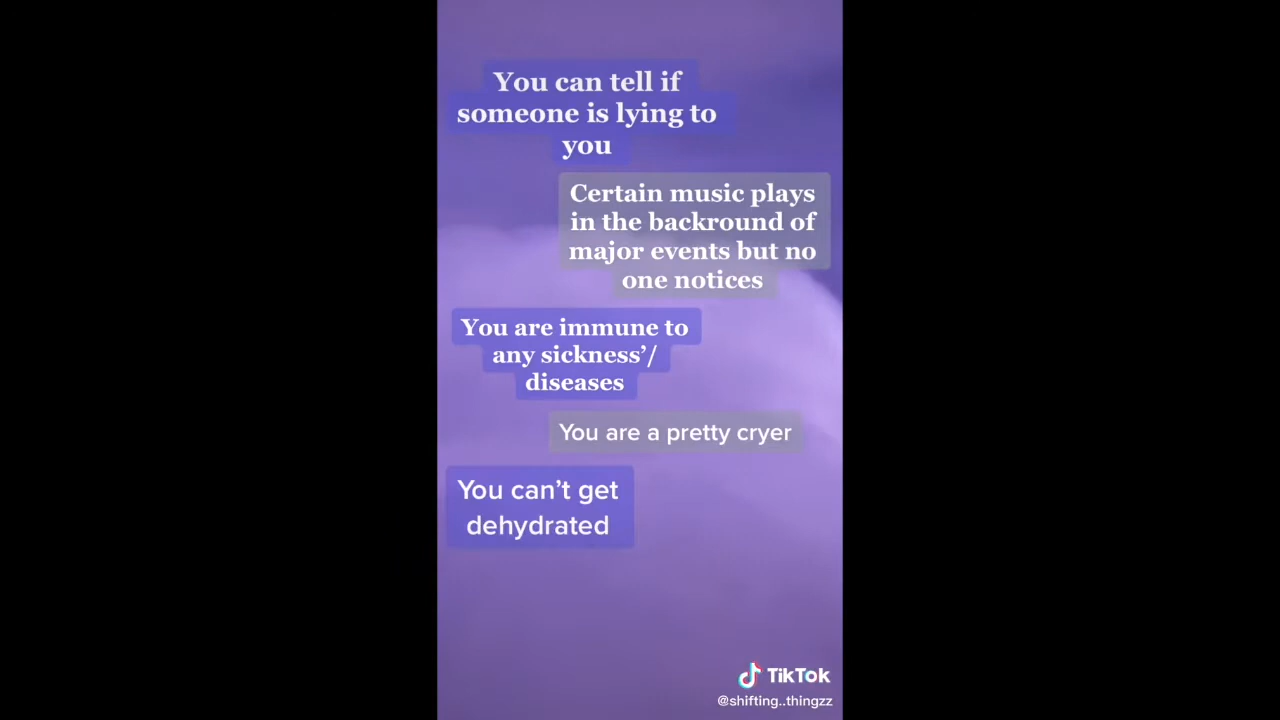 You can tell if
someone is lying to
you
Certain music plays
in the backround of
major events but no
one notices
You are immune to
any sickness’/
diseases
You are a pretty cryer
You can’t get
dehydrated
TikTok
@shifting..thingzz